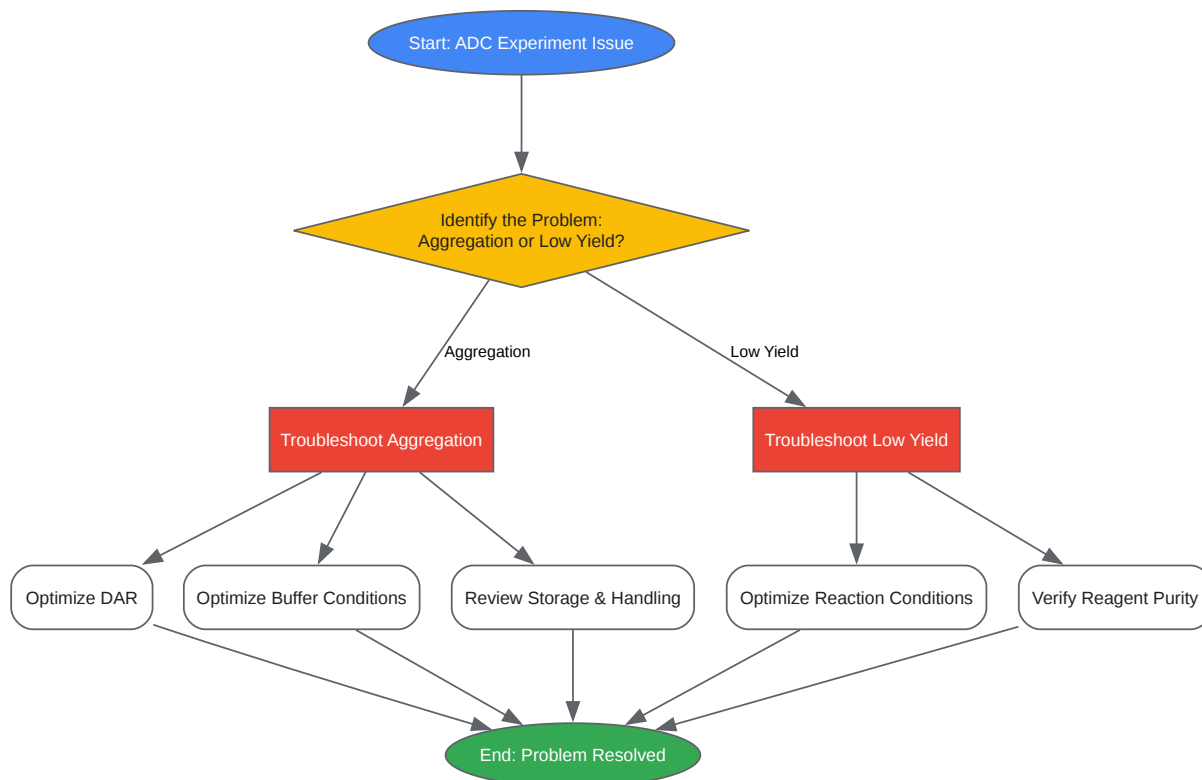 Start: ADC Experiment Issue
Identify the Problem:
Aggregation or Low Yield?
Aggregation
Low Yield
Troubleshoot Aggregation
Troubleshoot Low Yield
Optimize DAR
Optimize Buffer Conditions
Review Storage & Handling
Optimize Reaction Conditions
Verify Reagent Purity
End: Problem Resolved